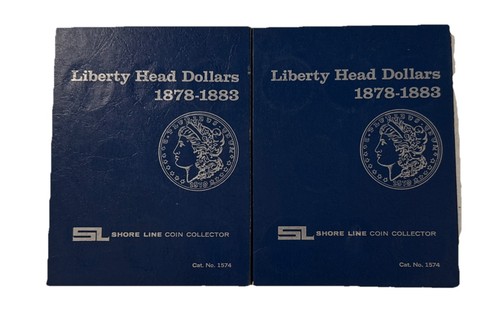 Liberty Head Dollars
1878-1883
SL SHORE LINE COIN COLLECTOR
Cat. No. 1574
Liberty Head Dollars
1878-1883
SL SHORE LINE COIN COLLECTOR
Cat. No. 1574